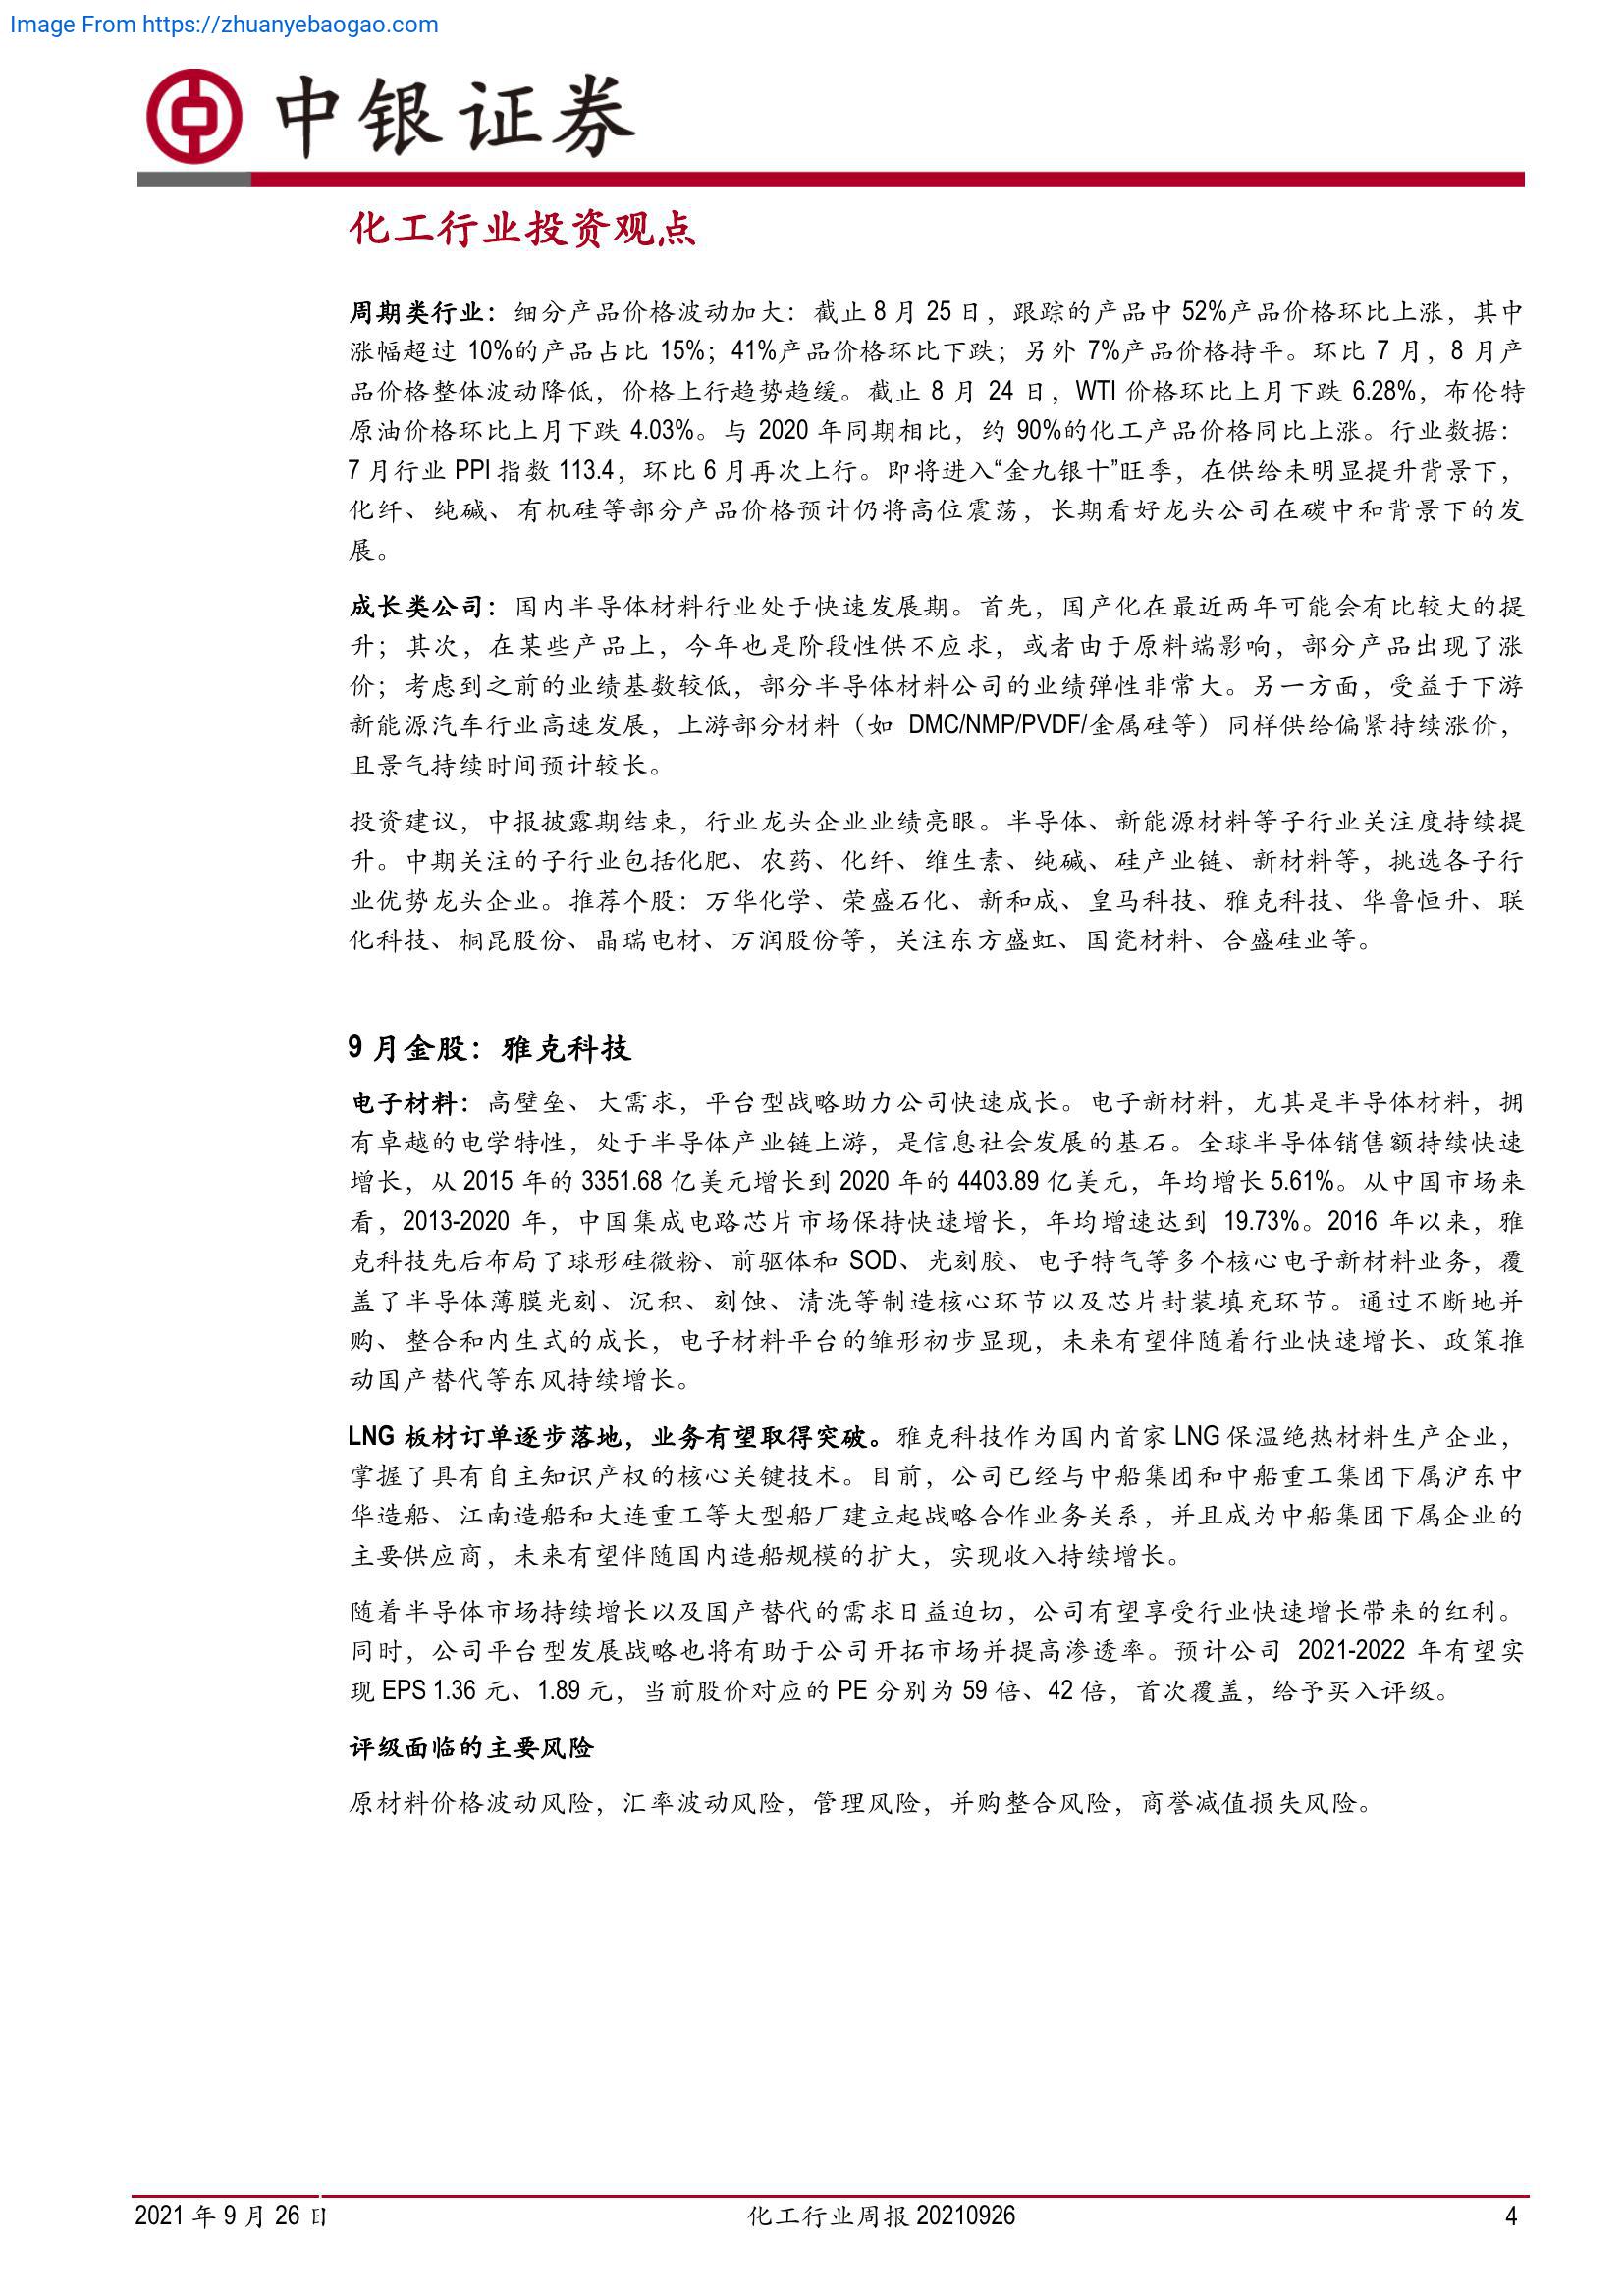 Image From https://zhuanyebaogao.com
中银证券
化工行业投资观点
周期类行业：细分产品价格波动加大：截止 8 月 25 日，跟踪的产品中 52%产品价格环比上涨，其中
涨幅超过 10%的产品占比 15%；41%产品价格环比下跌；另外 7%产品价格持平。环比 7 月，8 月产
品价格整体波动降低，价格上行趋势趋缓。截止 8 月 24 日，WTI 价格环比上月下跌 6.28%，布伦特
原油价格环比上月下跌 4.03%。与 2020 年同期相比，约 90%的化工产品价格同比上涨。行业数据：
7 月行业 PPI 指数 113.4，环比 6 月再次上行。即将进入“金九银十”旺季，在供给未明显提升背景下，
化纤、纯碱、有机硅等部分产品价格预计仍将高位震荡，长期看好龙头公司在碳中和背景下的发
展。
成长类公司：国内半导体材料行业处于快速发展期。首先，国产化在最近两年可能会有比较大的提
升；其次，在某些产品上，今年也是阶段性供不应求，或者由于原料端影响，部分产品出现了涨
价；考虑到之前的业绩基数较低，部分半导体材料公司的业绩弹性非常大。另一方面，受益于下游
新能源汽车行业高速发展，上游部分材料（如 DMC/NMP/PVDF/金属硅等）同样供给偏紧持续涨价，
且景气持续时间预计较长。
投资建议，中报披露期结束，行业龙头企业业绩亮眼。半导体、新能源材料等子行业关注度持续提
升。中期关注的子行业包括化肥、农药、化纤、维生素、纯碱、硅产业链、新材料等，挑选各子行
业优势龙头企业。推荐个股：万华化学、荣盛石化、新和成、皇马科技、雅克科技、华鲁恒升、联
化科技、桐昆股份、晶瑞电材、万润股份等，关注东方盛虹、国瓷材料、合盛硅业等。
9 月金股：雅克科技
电子材料：高壁垒、大需求，平台型战略助力公司快速成长。电子新材料，尤其是半导体材料，拥
有卓越的电学特性，处于半导体产业链上游，是信息社会发展的基石。全球半导体销售额持续快速
增长，从 2015 年的 3351.68 亿美元增长到 2020 年的 4403.89 亿美元，年均增长 5.61%。从中国市场来
看，2013-2020 年，中国集成电路芯片市场保持快速增长，年均增速达到 19.73%。2016 年以来，雅
克科技先后布局了球形硅微粉、前驱体和 SOD、光刻胶、电子特气等多个核心电子新材料业务，覆
盖了半导体薄膜光刻、沉积、刻蚀、清洗等制造核心环节以及芯片封装填充环节。通过不断地并
购、整合和内生式的成长，电子材料平台的雏形初步显现，未来有望伴随着行业快速增长、政策推
动国产替代等东风持续增长。
LNG 板材订单逐步落地，业务有望取得突破。雅克科技作为国内首家 LNG 保温绝热材料生产企业，
掌握了具有自主知识产权的核心关键技术。目前，公司已经与中船集团和中船重工集团下属沪东中
华造船、江南造船和大连重工等大型船厂建立起战略合作业务关系，并且成为中船集团下属企业的
主要供应商，未来有望伴随国内造船规模的扩大，实现收入持续增长。
随着半导体市场持续增长以及国产替代的需求日益迫切，公司有望享受行业快速增长带来的红利。
同时，公司平台型发展战略也将有助于公司开拓市场并提高渗透率。预计公司 2021-2022 年有望实
现 EPS 1.36 元、1.89 元，当前股价对应的 PE 分别为 59 倍、42 倍，首次覆盖，给予买入评级。
评级面临的主要风险
原材料价格波动风险，汇率波动风险，管理风险，并购整合风险，商誉减值损失风险。
2021 年 9 月 26 日
化工行业周报 20210926
4